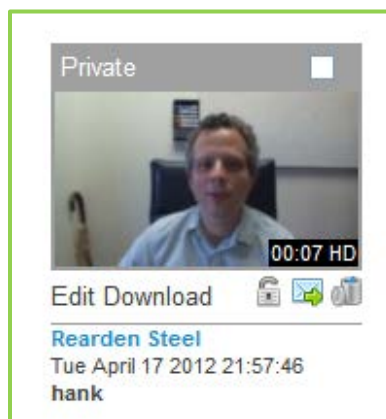 Private
00:07 HD
Edit Download
Rearden Steel
Tue April 17 2012 21:57:46
hank